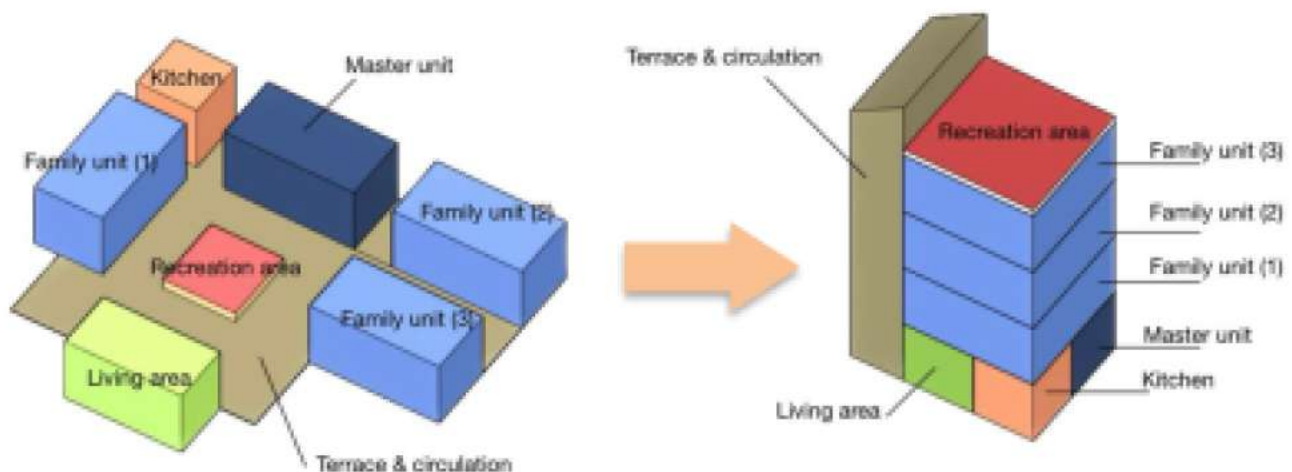 Kitchen
Master unit
Family unit (1)
Family unit (2)
Recreation area
Family unit (3)
Living area
Terrace & circulation
Terrace & circulation
Recreation area
Family unit (3)
Family unit (2)
Family unit (1)
Master unit
Kitchen
Living area